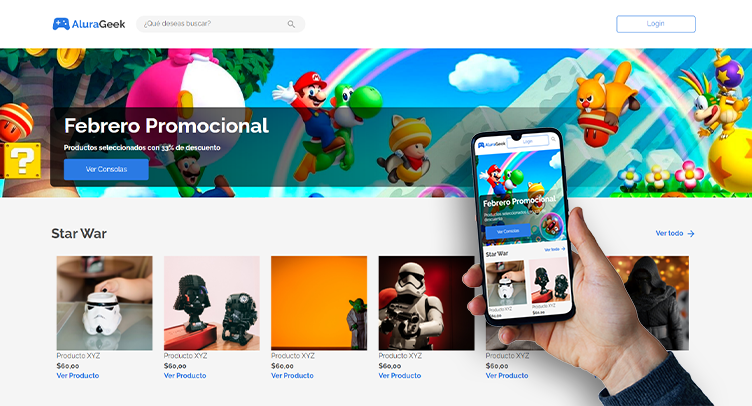 AluraGeek
¿Qué deseas buscar?
Login
Febrero Promocional
Productos seleccionados con 33% de descuento
Ver Consolas
Star War
Ver todo
Producto XYZ
$60,00
Ver Producto
Producto XYZ
$60,00
Ver Producto
Producto XYZ
$60,00
Ver Producto
Producto XYZ
$60,00
Ver Producto
Producto XYZ
$60,00
Ver Producto
AluraGeek
Login
Febrero Promocional
Productos seleccionados con 33% de
descuento
Ver Consolas
Star War
Ver todo
Producto XYZ
$60,00
Producto XYZ
$60,00